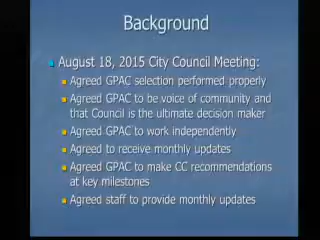 Background
August 18, 2015 City Council Meeting:
Agreed GPAC selection performed properly
Agreed GPAC to be voice of community and
that Council is the ultimate decision maker
Agreed GPAC to work independently
Agreed to receive monthly updates
Agreed GPAC to make CC recommendations
at key milestones
Agreed staff to provide monthly updates